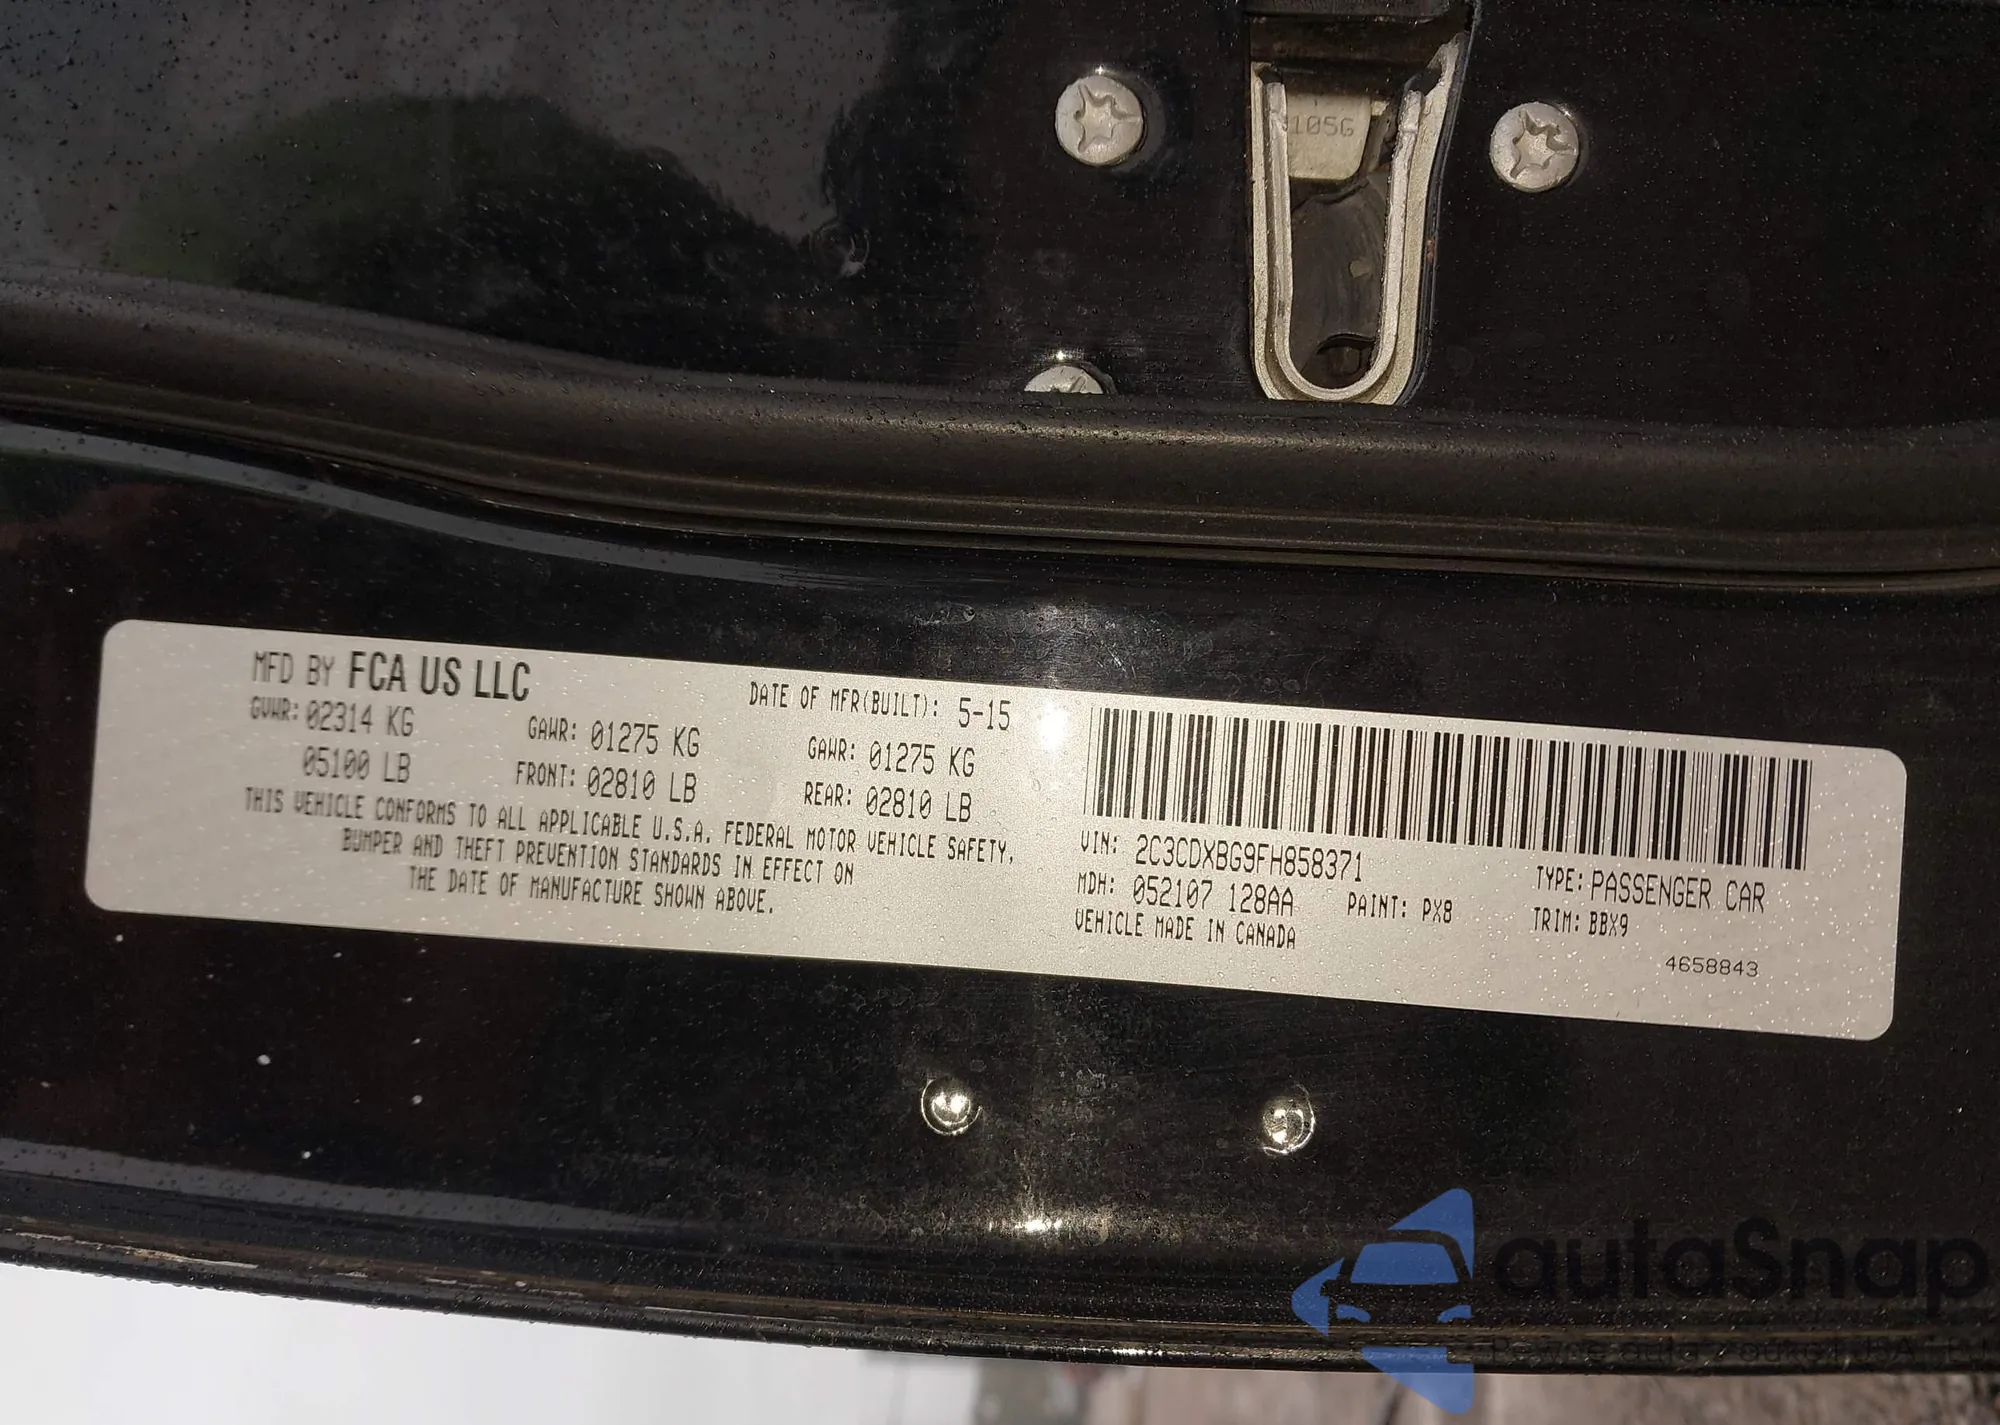 105G
MFD BY FCA US LLC
DATE OF MFR(BUILT): 5-15
GVWR: 02314 KG
05100 LB
GAWR: 01275 KG
FRONT: 02810 LB
GAWR: 01275 KG
REAR: 02810 LB
THIS VEHICLE CONFORMS TO ALL APPLICABLE U.S.A. FEDERAL MOTOR VEHICLE SAFETY,
BUMPER AND THEFT PREVENTION STANDARDS IN EFFECT ON
THE DATE OF MANUFACTURE SHOWN ABOVE.
VIN: 2C3CDXBG9FH858371
TYPE: PASSENGER CAR
MDH: 052107 128AA
PAINT: PX8
TRIM: BBX9
VEHICLE MADE IN CANADA
4658843
autaSnap